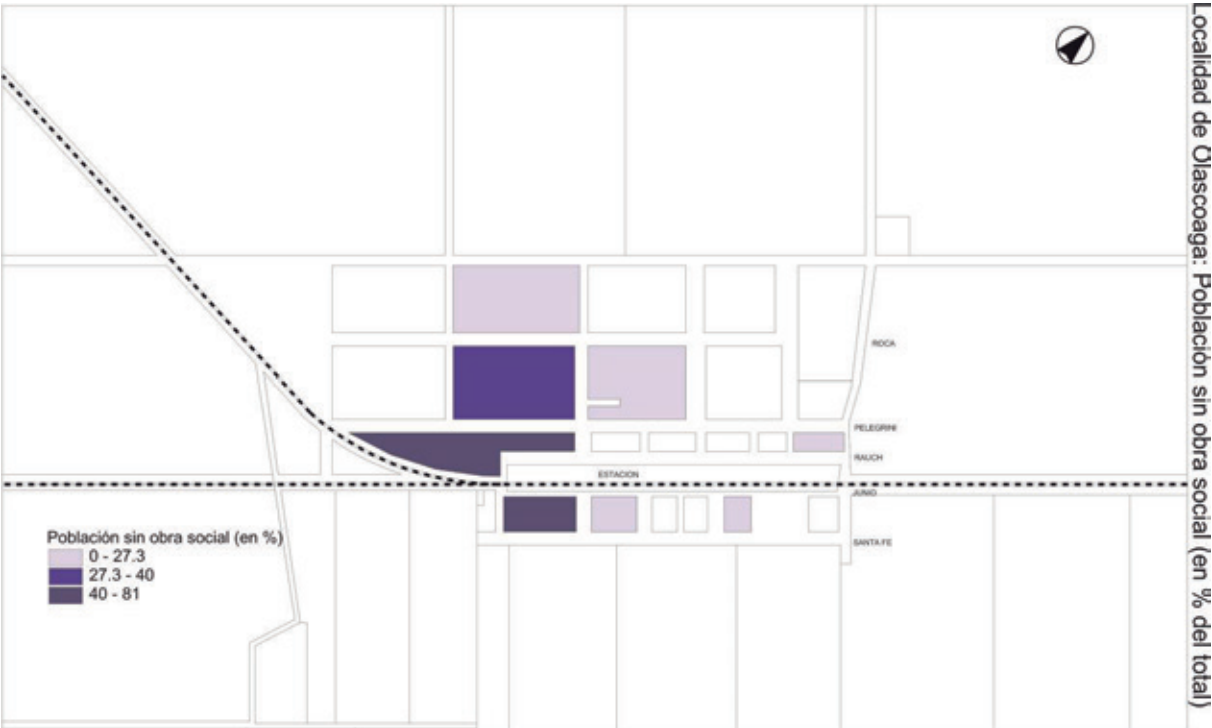 Localidad de Olascoaga: Población sin obra social (en % del total)
ROCA
PELEGRINI
RAUCH
ESTACION
JUNIO
SANTA FE
Población sin obra social (en %)
0 - 27.3
27.3 - 40
40 - 81